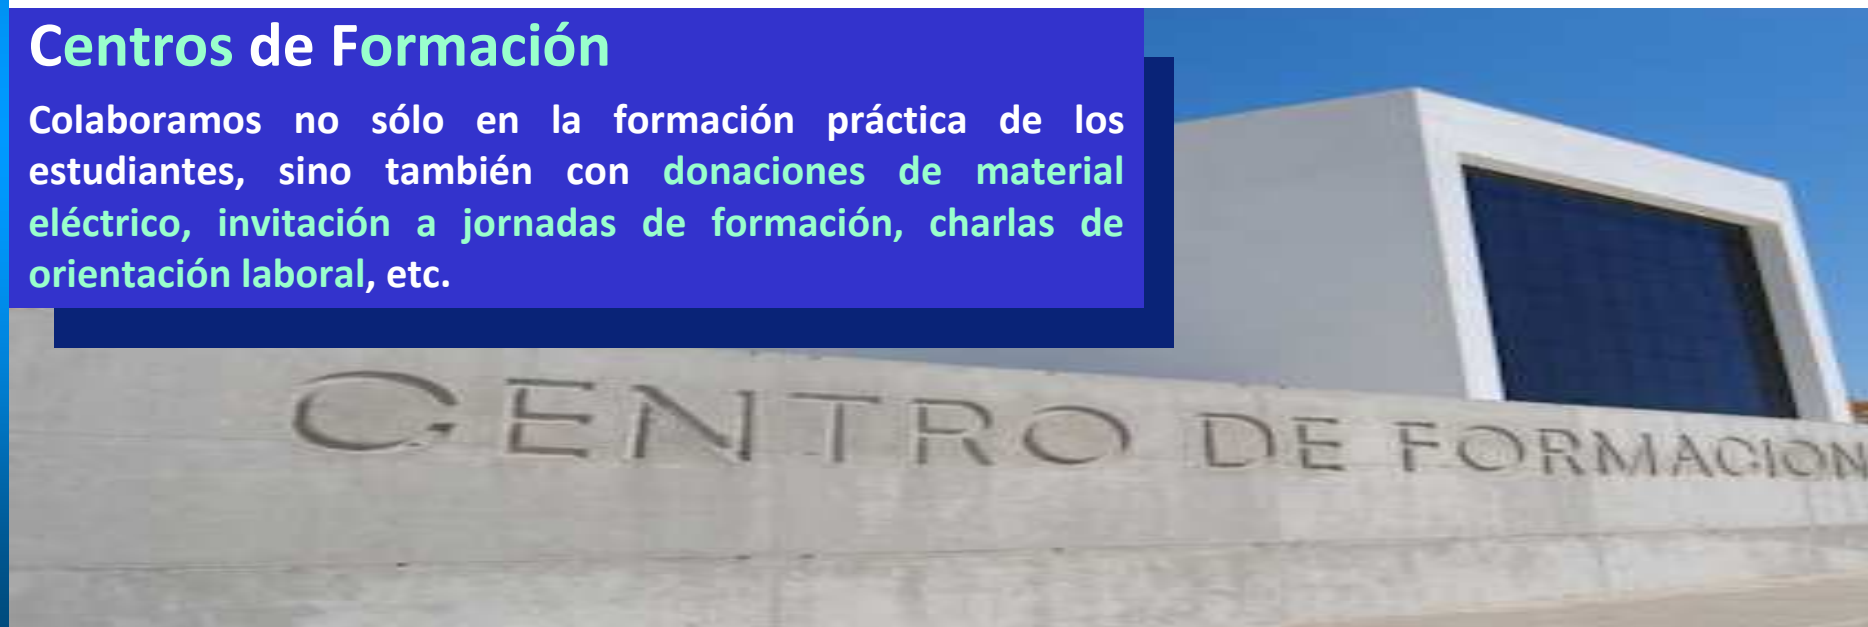 Centros de Formación
Colaboramos no sólo en la formación práctica de los
estudiantes, sino también con donaciones de material
eléctrico, invitación a jornadas de formación, charlas de
orientación laboral, etc.
CENTRO DE FORMACION